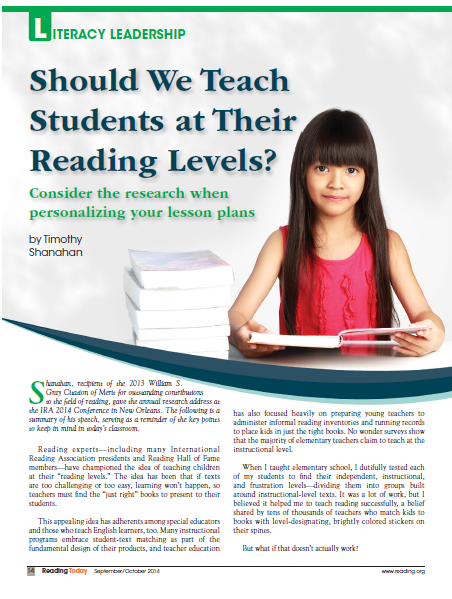 LITERACY LEADERSHIP
Should We Teach
Students at Their
Reading Levels?
Consider the research when
personalizing your lesson plans
by Timothy
Shanahan
Shanahan, recipient of the 2013 William S.
Gray Citation of Merit for outstanding contributions
to the field of reading, gave the annual research address at
the IRA 2014 Conference in New Orleans. The following is a
summary of his speech, serving as a reminder of the key points
to keep in mind in today's classroom.
Reading experts—including many International
Reading Association presidents and Reading Hall of Fame
members—have championed the idea of teaching children
at their "reading levels." The idea has been that if texts
are too challenging or too easy, learning won't happen, so
teachers must find the "just right" books to present to their
students.
This appealing idea has adherents among special educators
and those who teach English learners, too. Many instructional
programs embrace student-text matching as part of the
fundamental design of their products, and teacher education
has also focused heavily on preparing young teachers to
administer informal reading inventories and running records
to place kids in just the right books. No wonder surveys show
that the majority of elementary teachers claim to teach at the
instructional level.
When I taught elementary school, I dutifully tested each
of my students to find their independent, instructional,
and frustration levels—dividing them into groups built
around instructional-level texts. It was a lot of work, but I
believed it helped me to teach reading successfully, a belief
shared by tens of thousands of teachers who match kids to
books with level-designating, brightly colored stickers on
their spines.
But what if that doesn't actually work?
14 ReadingToday September/October 2014 www.reading.org